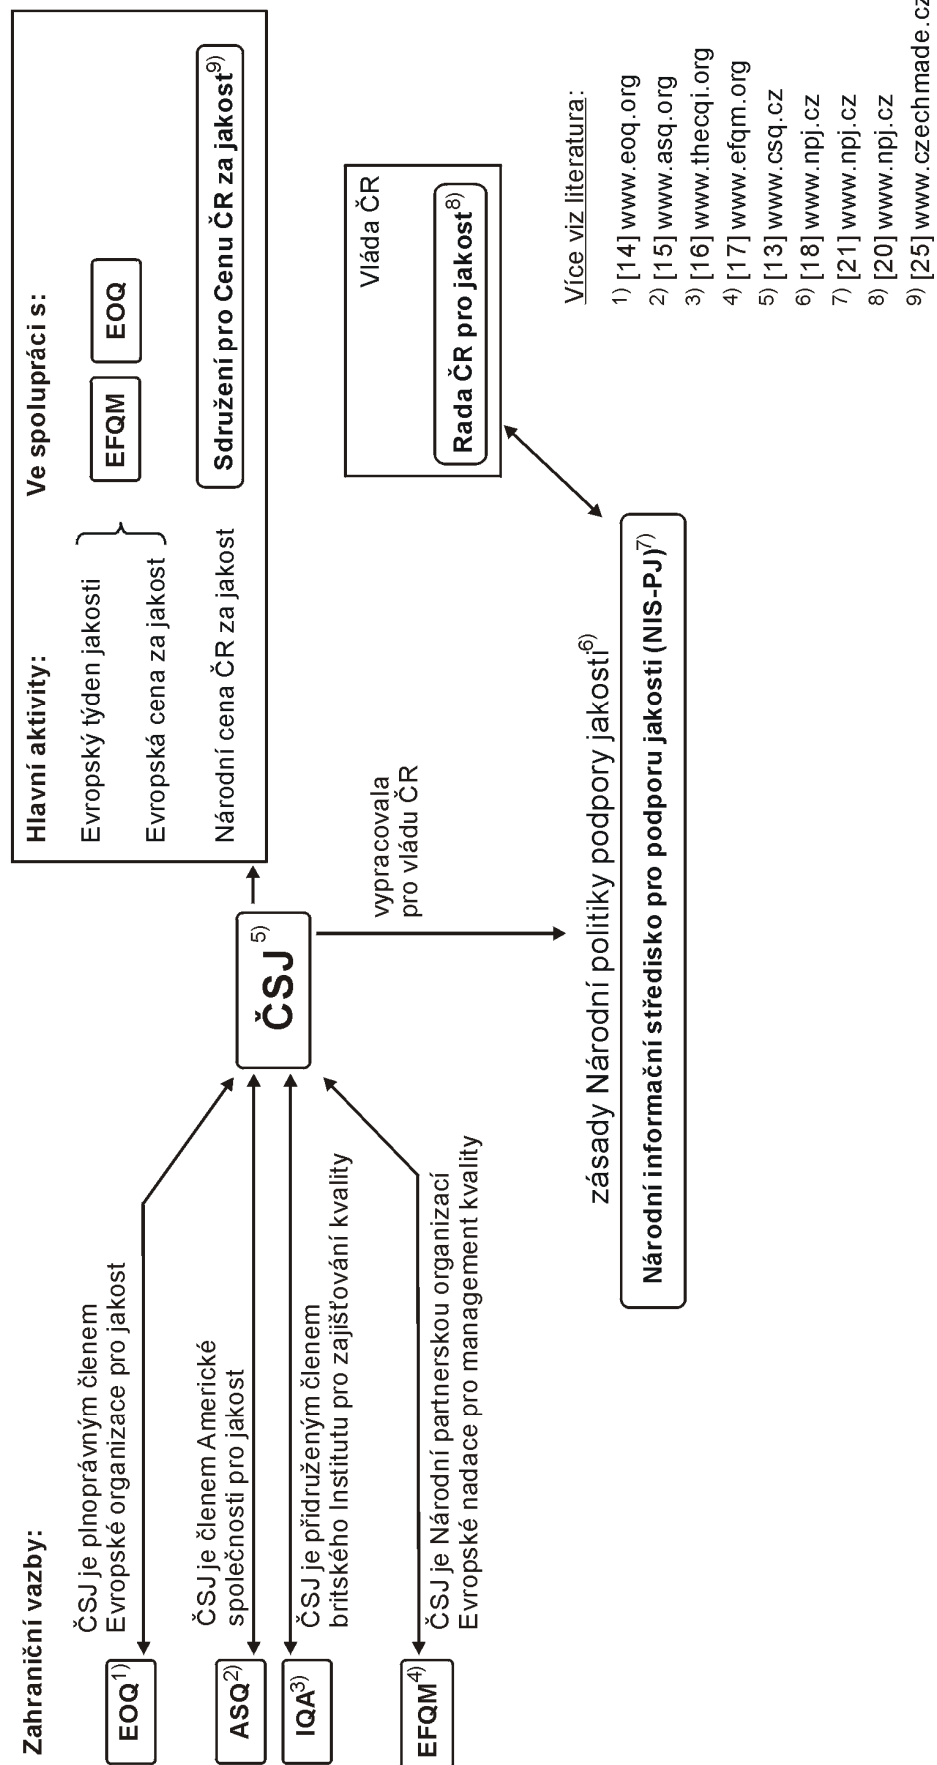 Zahraniční vazby:
EOQ1)
ČSJ je plnoprávným členem
Evropské organizace pro jakost
ASQ2)
ČSJ je členem Americké
společnosti pro jakost
IQA3)
ČSJ je přidruženým členem
britského Institutu pro zajišťování kvality
EFQM4)
ČSJ je Národní partnerskou organizací
Evropské nadace pro management kvality
ČSJ5)
Hlavní aktivity:
Ve spolupráci s:
Evropský týden jakosti
Evropská cena za jakost
EFQM
EOQ
Národní cena ČR za jakost
Sdružení pro Cenu ČR za jakost9)
vypracovala
pro vládu ČR
Vláda ČR
Rada ČR pro jakost8)
zásady Národní politiky podpory jakosti6)
Národní informační středisko pro podporu jakosti (NIS-PJ)7)
Více viz literatura:
1) [14] www.eoq.org
2) [15] www.asq.org
3) [16] www.thecqi.org
4) [17] www.efqm.org
5) [13] www.csq.cz
6) [18] www.npj.cz
7) [21] www.npj.cz
8) [20] www.npj.cz
9) [25] www.czechmade.cz